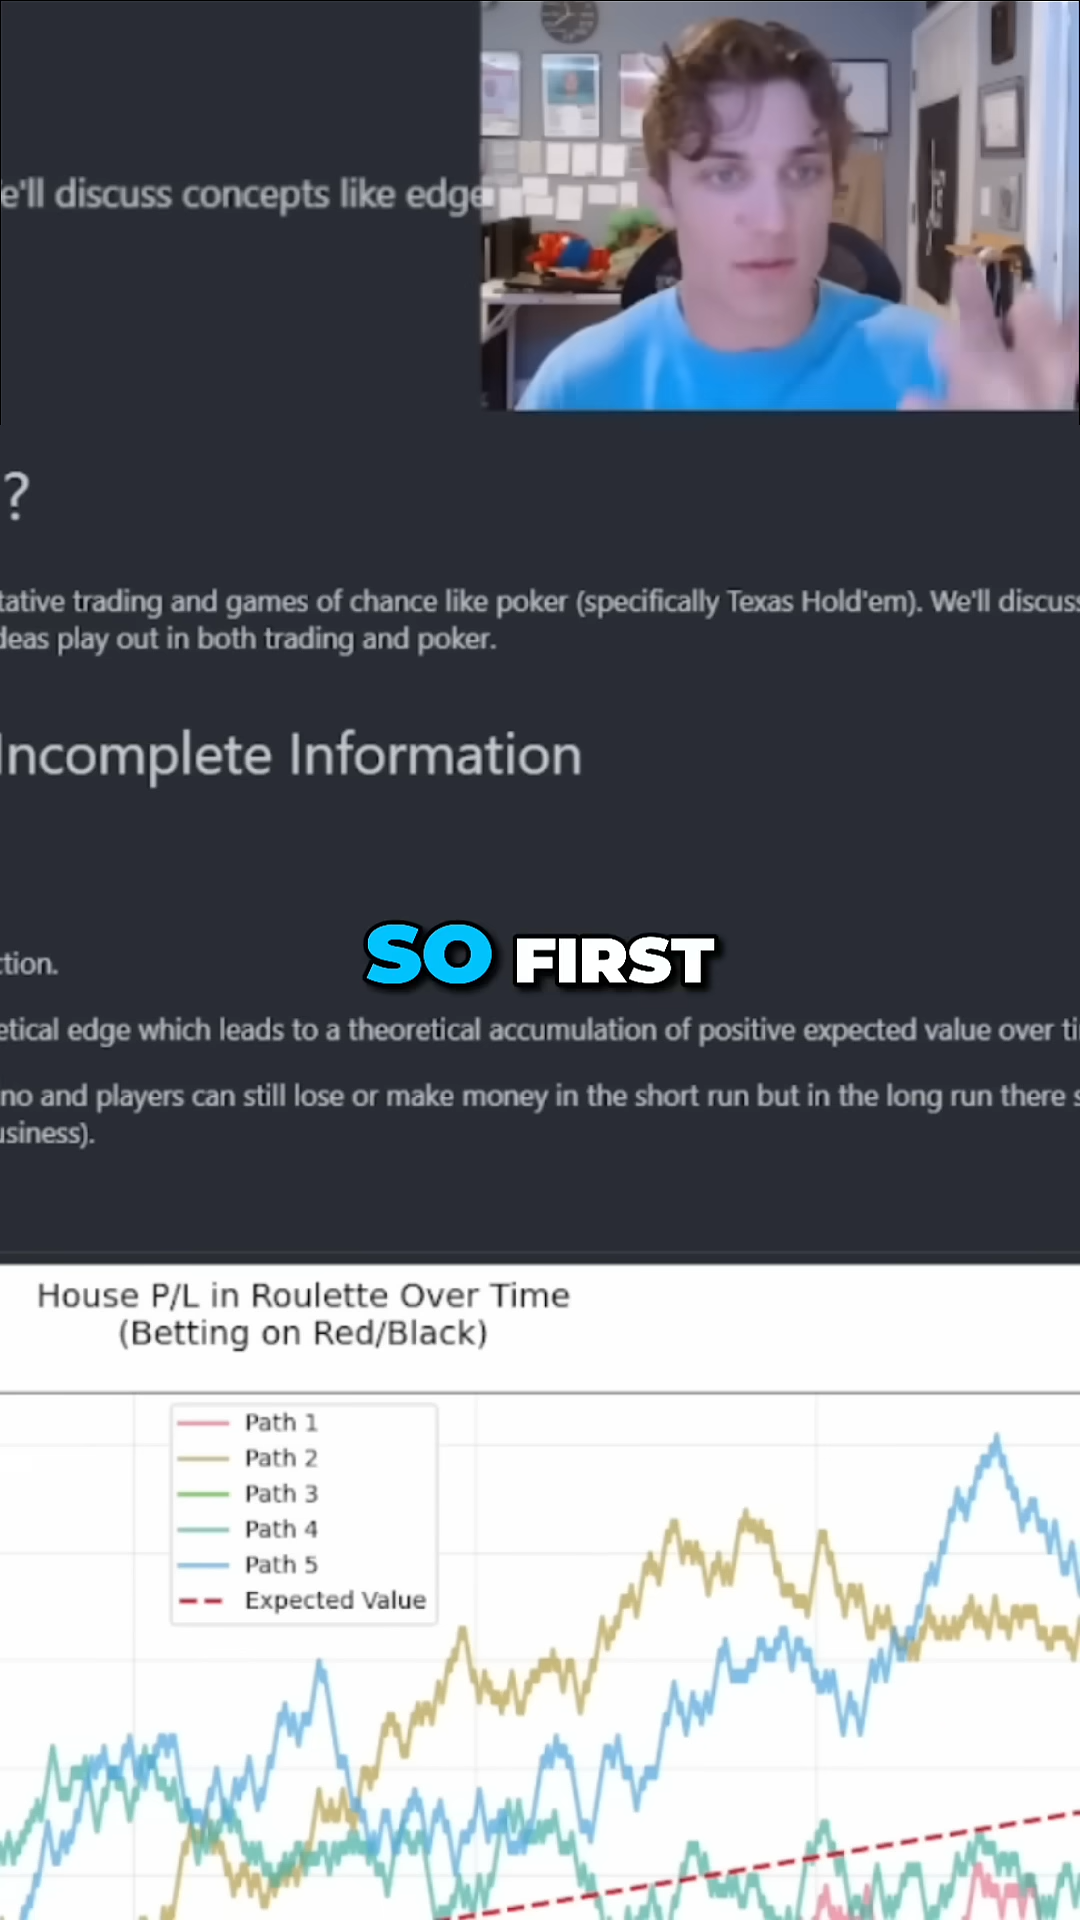 e'll discuss concepts like edge
?
tative trading and games of chance like poker (specifically Texas Hold'em). We'll discuss
deas play out in both trading and poker.
Incomplete Information
SO FIRST
ction.
etical edge which leads to a theoretical accumulation of positive expected value over ti
no and players can still lose or make money in the short run but in the long run there s
usiness).
House P/L in Roulette Over Time
(Betting on Red/Black)
Path 1
Path 2
Path 3
Path 4
Path 5
Expected Value